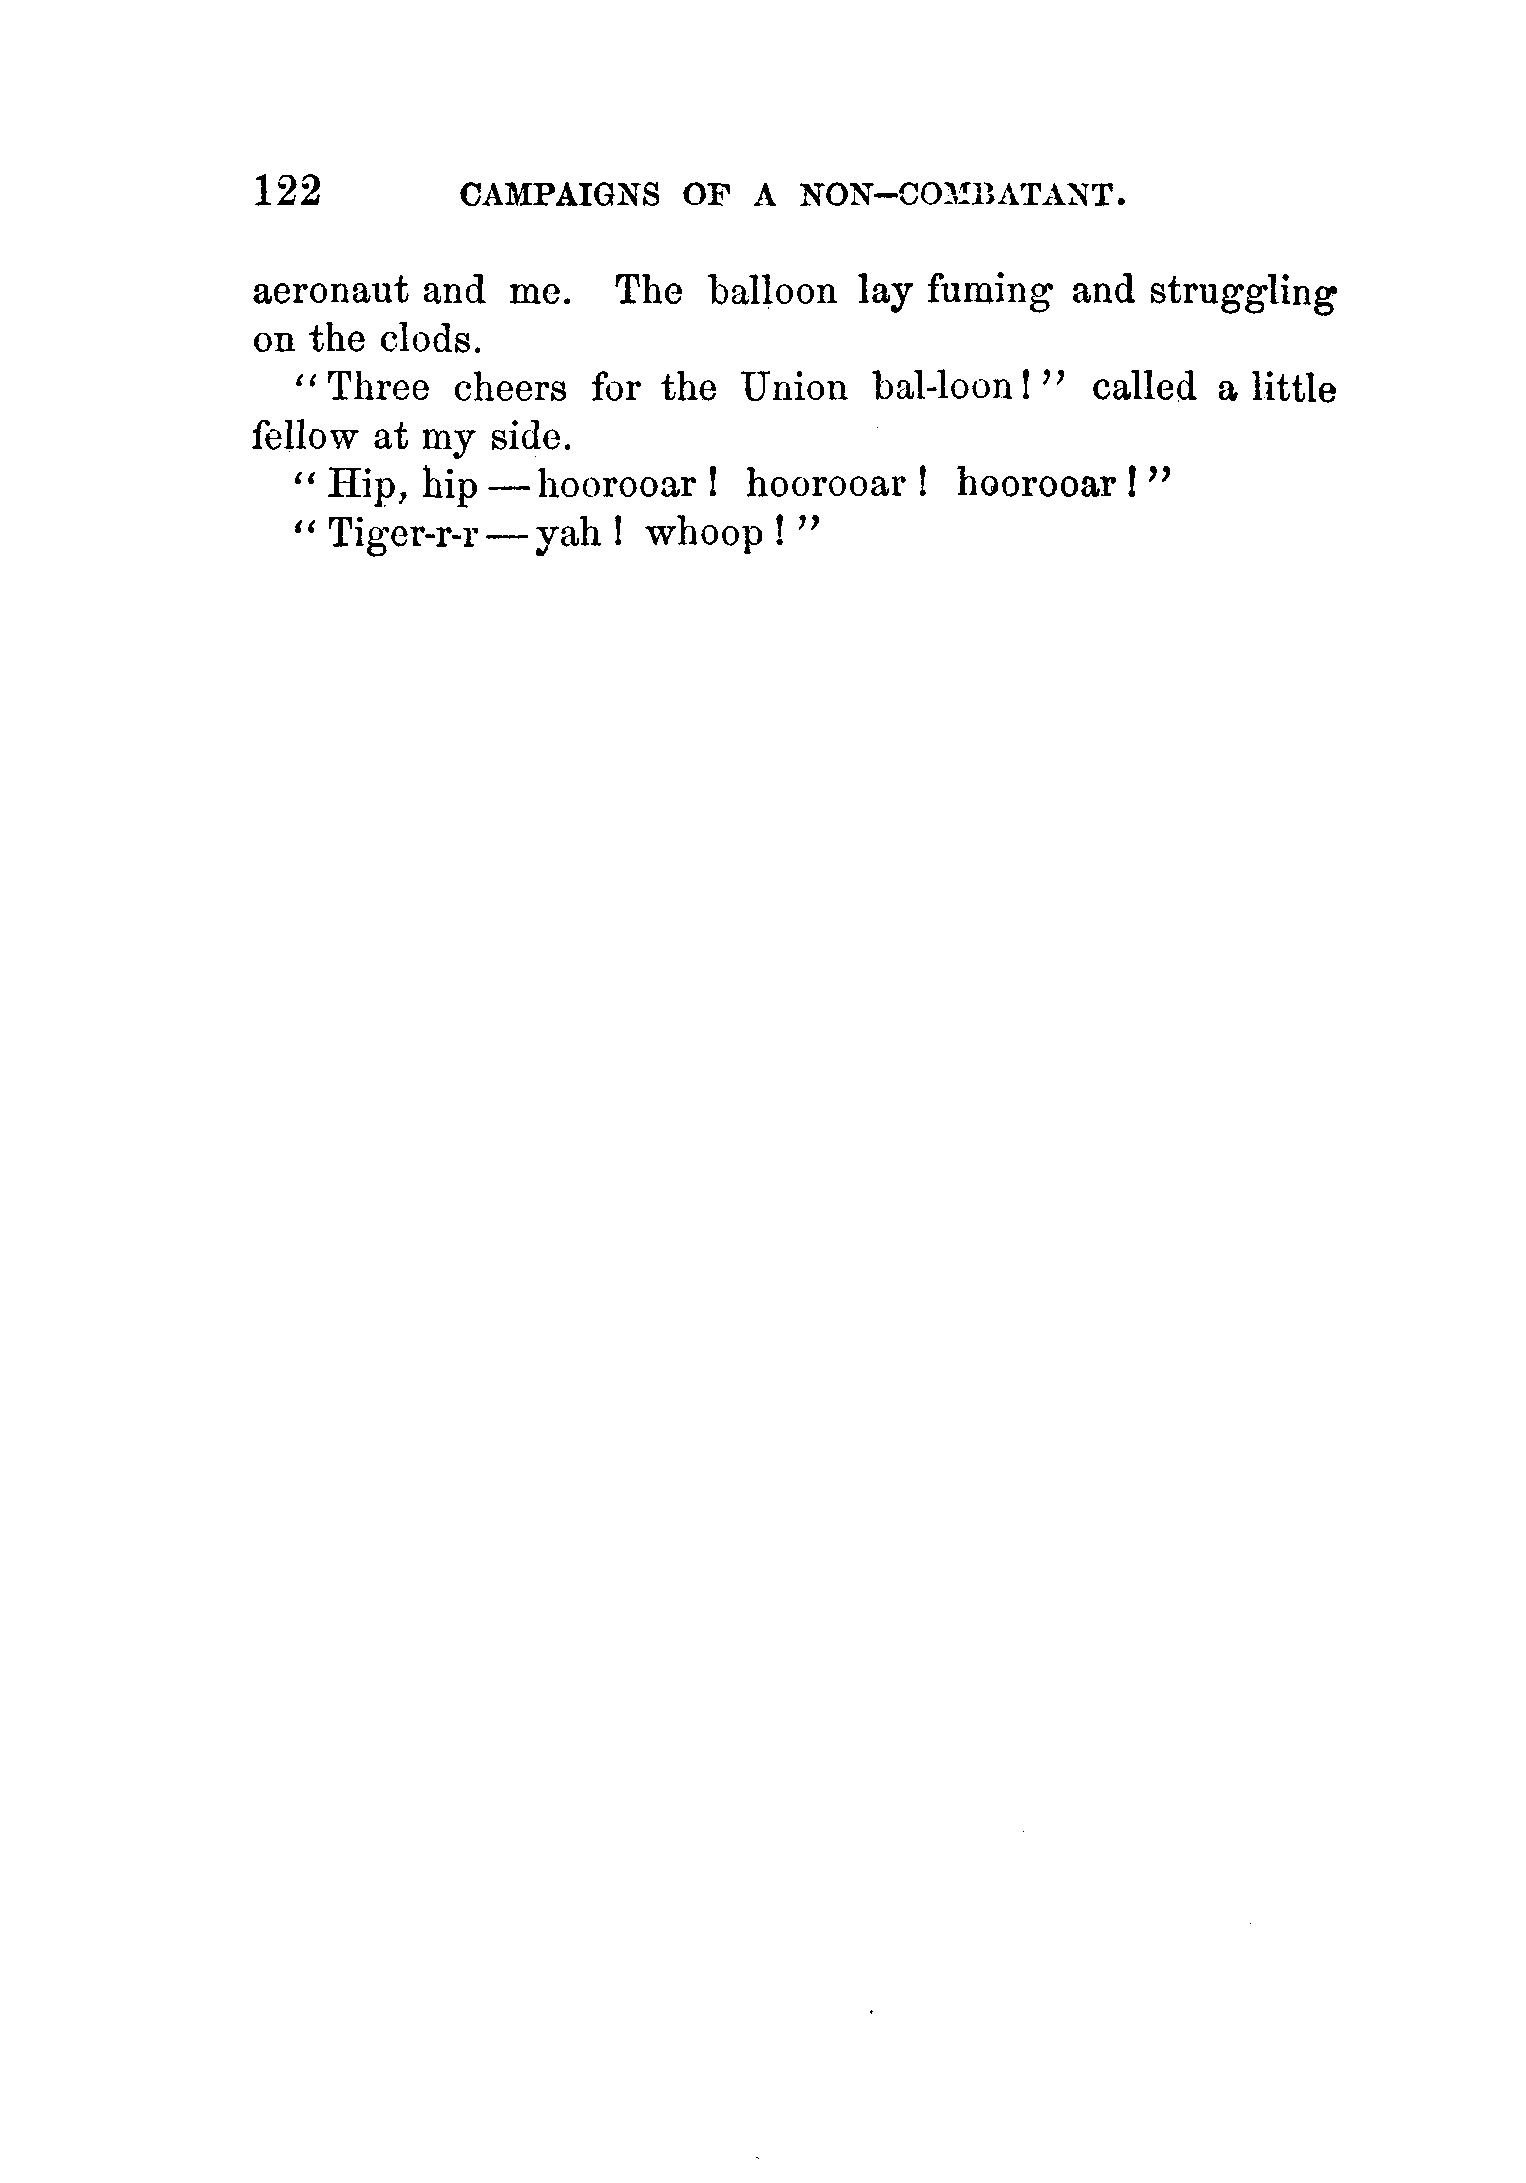 122 CAMPAIGNS OF A NON-COMBATANT.
aeronaut and me. The balloon lay fuming and struggling
on the clods.
“Three cheers for the Union bal-loon!” called a little
fellow at my side.
“Hip, hip—hoorooar! hoorooar! hoorooar!”
“Tiger-r-r—yah! whoop!”